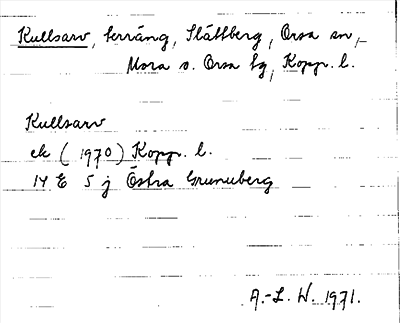 Kullsarv, terräng, Slättberg, Orsa sn,
Mora o. Orsa tg, Kopp. l.
Kullsarv
ek (1970) Kopp. l.
14 E 5 j Östra Grunuberg
A.-L. W. 1971.